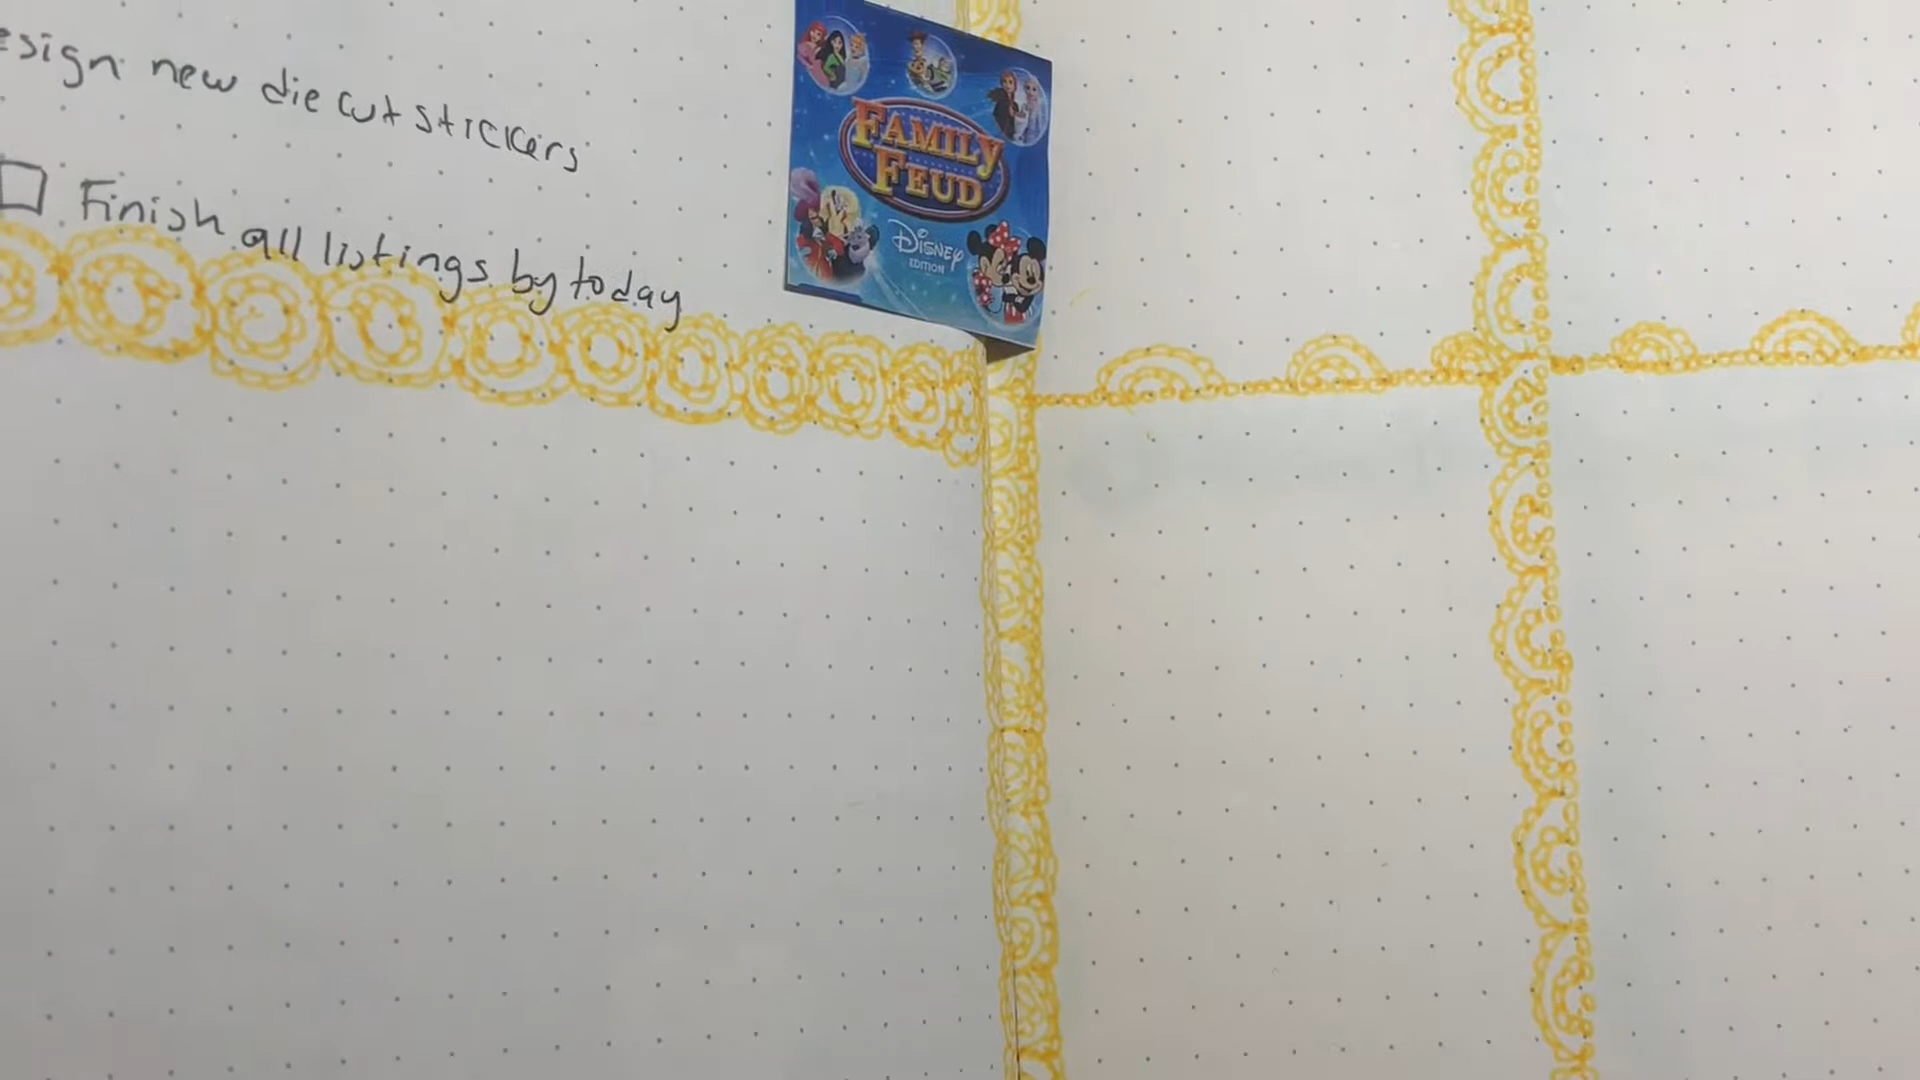 esign new die cut stickers
Finish all listings by today
FAMILY
FEUD
DISNEY
EDITION